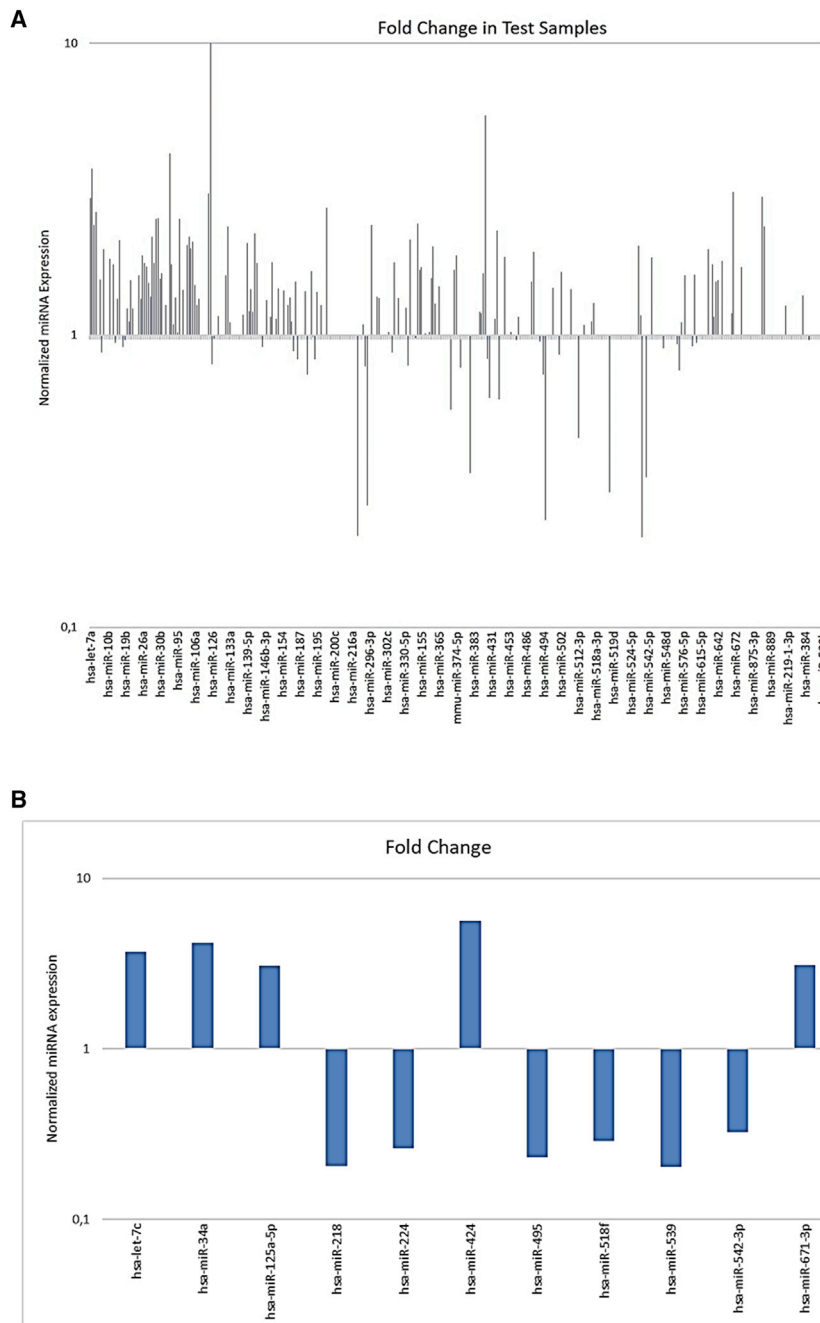 A
Fold Change in Test Samples
10
Normalized miRNA Expression
1
0,1
hsa-let-7a
hsa-miR-10b
hsa-miR-19b
hsa-miR-26a
hsa-miR-30b
hsa-miR-95
hsa-miR-106a
hsa-miR-126
hsa-miR-133a
hsa-miR-139-5p
hsa-miR-146b-3p
hsa-miR-154
hsa-miR-187
hsa-miR-195
hsa-miR-200c
hsa-miR-216a
hsa-miR-296-3p
hsa-miR-302c
hsa-miR-330-5p
hsa-miR-155
hsa-miR-365
mmu-miR-374-5p
hsa-miR-383
hsa-miR-431
hsa-miR-453
hsa-miR-486
hsa-miR-494
hsa-miR-502
hsa-miR-512-3p
hsa-miR-518a-3p
hsa-miR-519d
hsa-miR-524-5p
hsa-miR-542-5p
hsa-miR-548d
hsa-miR-576-5p
hsa-miR-615-5p
hsa-miR-642
hsa-miR-672
hsa-miR-875-3p
hsa-miR-889
hsa-miR-219-1-3p
hsa-miR-384
B
Fold Change
10
Normalized miRNA expression
1
0,1
hsa-let-7c
hsa-miR-34a
hsa-miR-125a-5p
hsa-miR-218
hsa-miR-224
hsa-miR-424
hsa-miR-495
hsa-miR-518f
hsa-miR-539
hsa-miR-542-3p
hsa-miR-671-3p